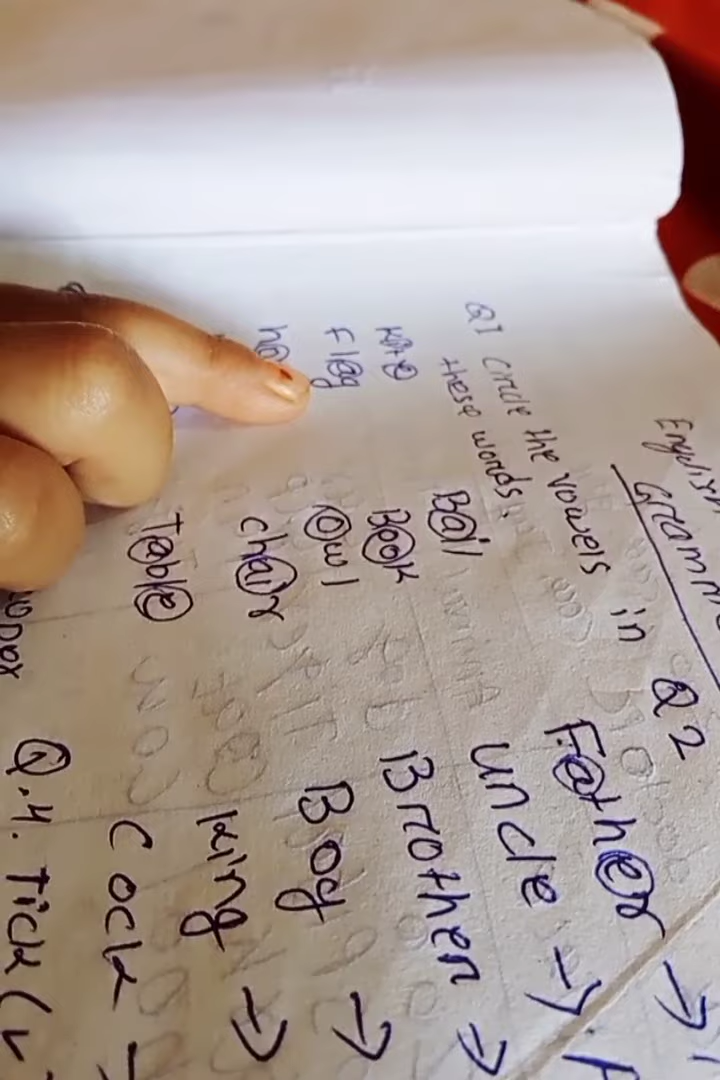 English
Grammar
Q1 Circle the vowels in
these words.
Ball
Kite Book
Flag Owl
chair
Table
Q2
Father →
uncle →
Brother →
Boy →
king →
cock →
Q.4. Tick (